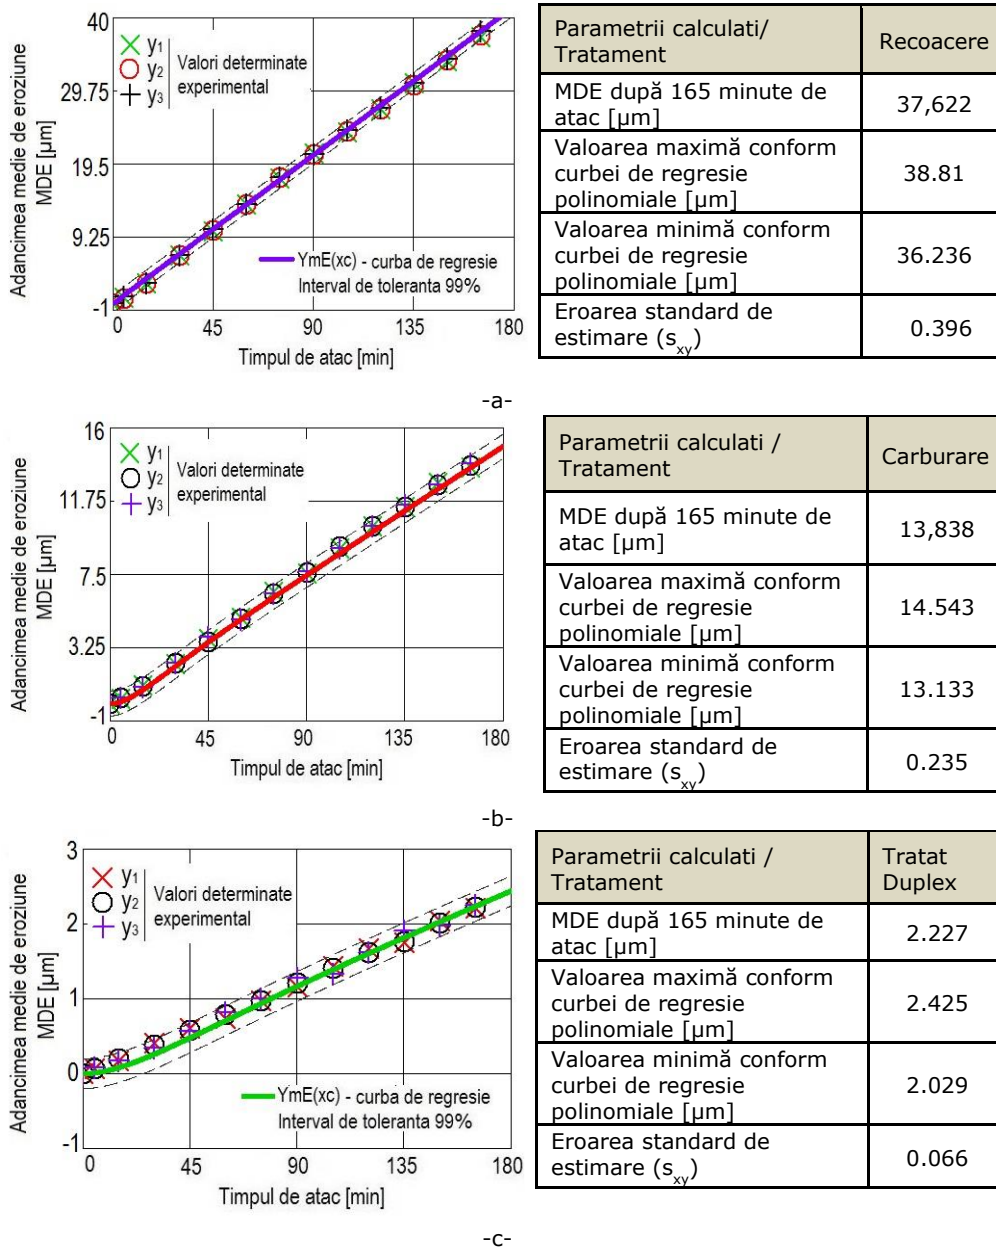 40
29.75
19.5
9.25
-1
Adancimea medie de eroziune
MDE [µm]
y1
y2
y3
Valori determinate
experimental
YmE(xc) - curba de regresie
Interval de toleranta 99%
0 45 90 135 180
Timpul de atac [min]
Parametrii calculati/
Tratament
Recoacere
MDE după 165 minute de
atac [µm]
37,622
Valoarea maximă conform
curbei de regresie
polinomiale [µm]
38.81
Valoarea minimă conform
curbei de regresie
polinomiale [µm]
36.236
Eroarea standard de
estimare (sxy)
0.396
-a-
16
11.75
7.5
3.25
-1
Adancimea medie de eroziune
MDE [µm]
y1
y2
y3
Valori determinate
experimental
0 45 90 135 180
Timpul de atac [min]
Parametrii calculati /
Tratament
Carburare
MDE după 165 minute de
atac [µm]
13,838
Valoarea maximă conform
curbei de regresie
polinomiale [µm]
14.543
Valoarea minimă conform
curbei de regresie
polinomiale [µm]
13.133
Eroarea standard de
estimare (sxy)
0.235
-b-
3
2
1
0
-1
Adancimea medie de eroziune
MDE [µm]
y1
y2
y3
Valori determinate
experimental
YmE(xc) - curba de regresie
Interval de toleranta 99%
0 45 90 135 180
Timpul de atac [min]
Parametrii calculati /
Tratament
Tratat
Duplex
MDE după 165 minute de
atac [µm]
2.227
Valoarea maximă conform
curbei de regresie
polinomiale [µm]
2.425
Valoarea minimă conform
curbei de regresie
polinomiale [µm]
2.029
Eroarea standard de
estimare (sxy)
0.066
-c-